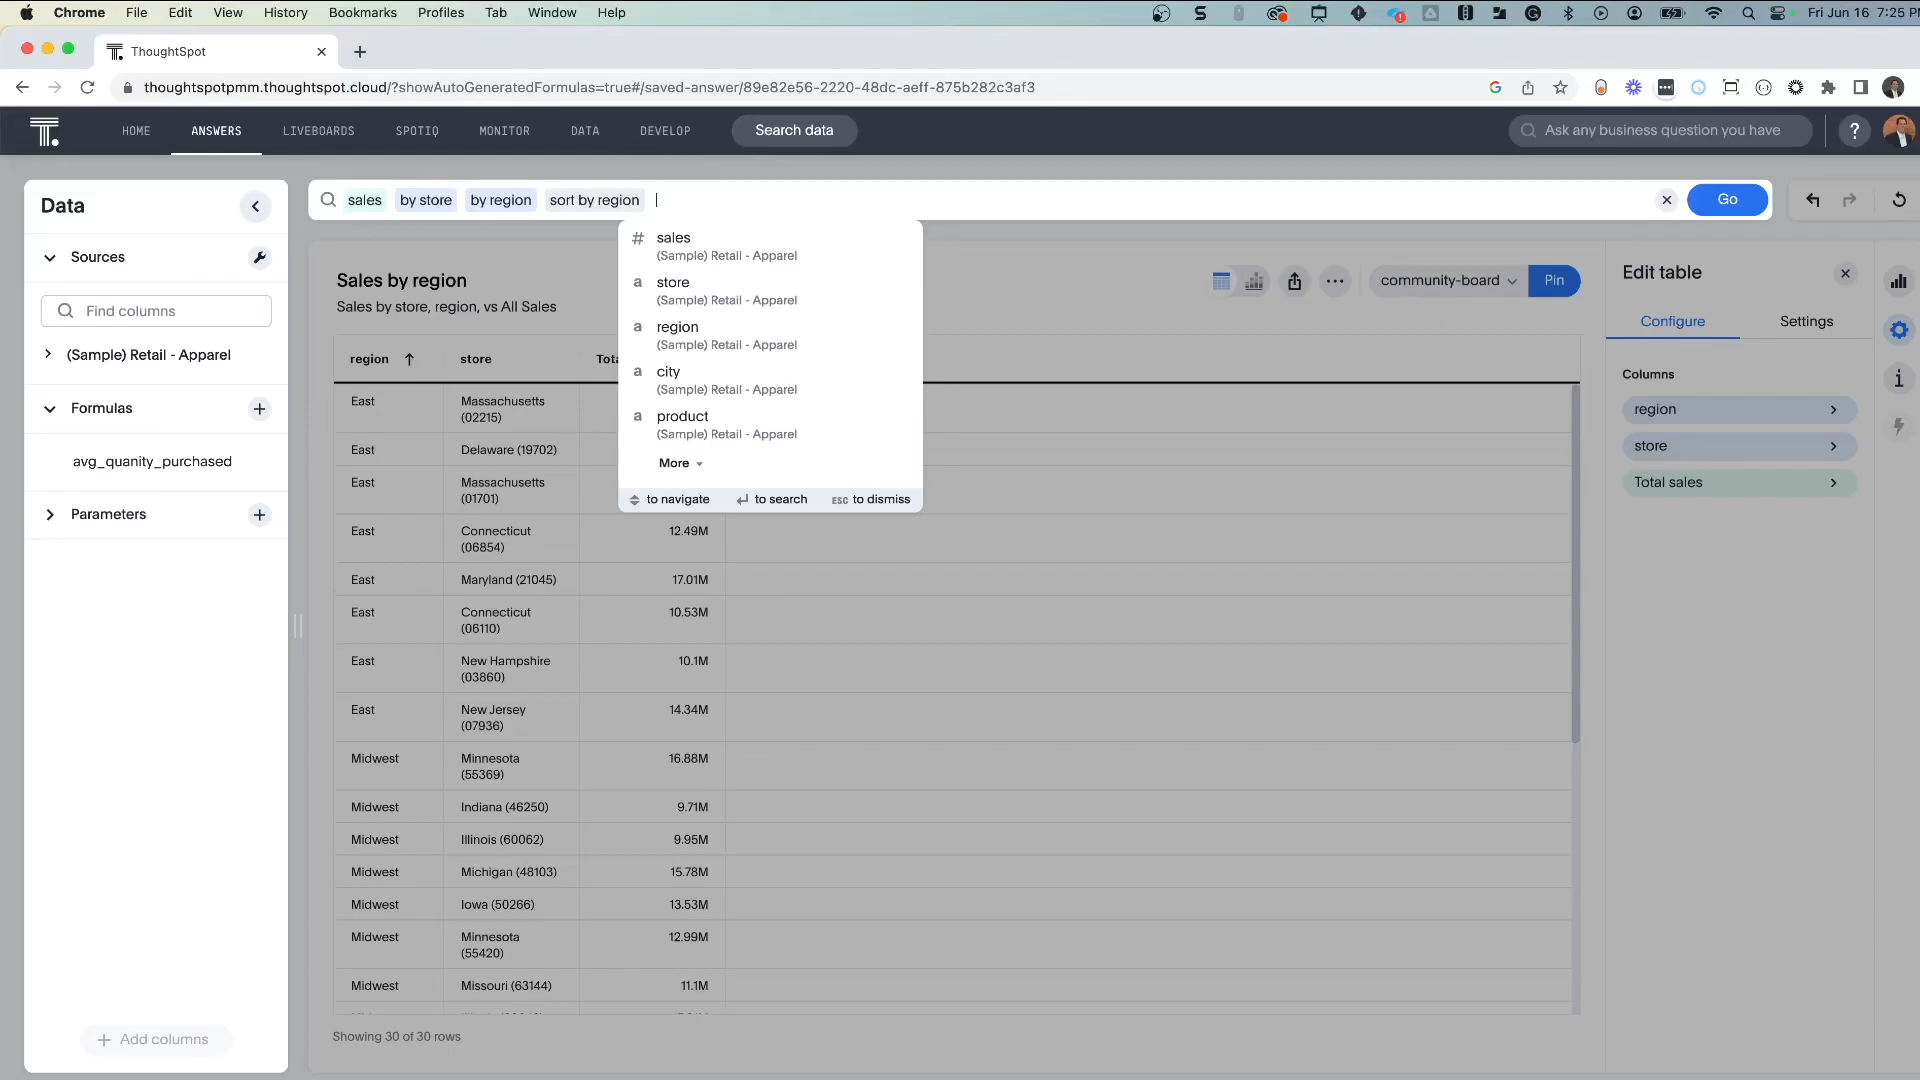 Chrome File Edit View History Bookmarks Profiles Tab Window Help
Fri Jun 16 7:25
ThoughtSpot
thoughtspotpmm.thoughtspot.cloud/?showAutoGeneratedFormulas=true#/saved-answer/89e82e56-2220-48dc-aeff-875b282c3af3
HOME ANSWERS LIVEBOARDS SPOTIQ MONITOR DATA DEVELOP Search data Ask any business question you have ?
Data
Sources
Find columns
(Sample) Retail - Apparel
Formulas
avg_quanity_purchased
Parameters
Add columns
sales by store by region sort by region
Go
# sales
(Sample) Retail - Apparel
a store
(Sample) Retail - Apparel
a region
(Sample) Retail - Apparel
a city
(Sample) Retail - Apparel
a product
(Sample) Retail - Apparel
More
to navigate to search ESC to dismiss
Sales by region
Sales by store, region, vs All Sales
community-board Pin
region store
East Massachusetts
(02215)
East Delaware (19702)
East Massachusetts
(01701)
East Connecticut 12.49M
(06854)
East Maryland (21045) 17.01M
East Connecticut 10.53M
(06110)
East New Hampshire 10.1M
(03860)
East New Jersey 14.34M
(07936)
Midwest Minnesota 16.88M
(55369)
Midwest Indiana (46250) 9.71M
Midwest Illinois (60062) 9.95M
Midwest Michigan (48103) 15.78M
Midwest Iowa (50266) 13.53M
Midwest Minnesota 12.99M
(55420)
Midwest Missouri (63144) 11.1M
Showing 30 of 30 rows
Edit table
Configure Settings
Columns
region
store
Total sales